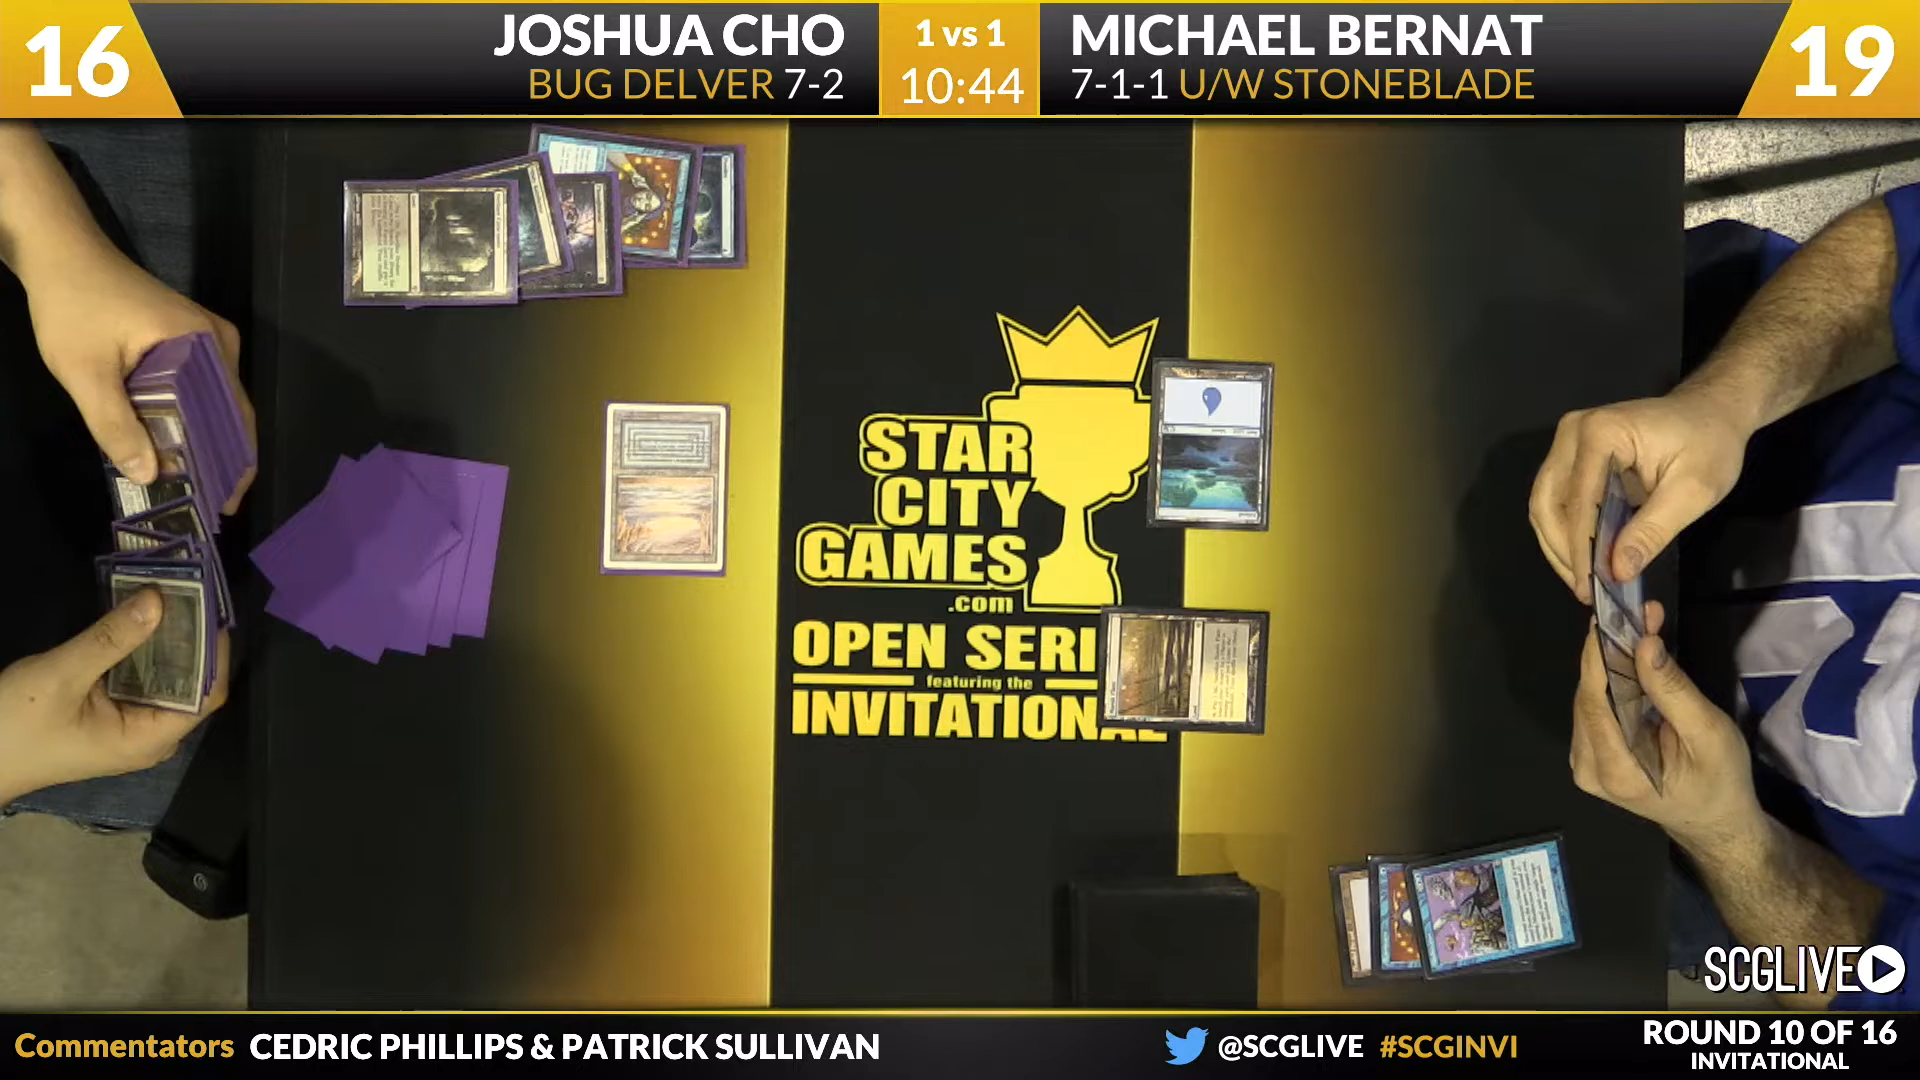 16
JOSHUA CHO
BUG DELVER 7-2
1 vs 1
10:44
MICHAEL BERNAT
7-1-1 U/W STONEBLADE
19
STAR
CITY
GAMES
.com
OPEN SERI
featuring the
INVITATIONAL
SCGLIVE
Commentators CEDRIC PHILLIPS & PATRICK SULLIVAN
@SCGLIVE #SCGINVI
ROUND 10 OF 16
INVITATIONAL